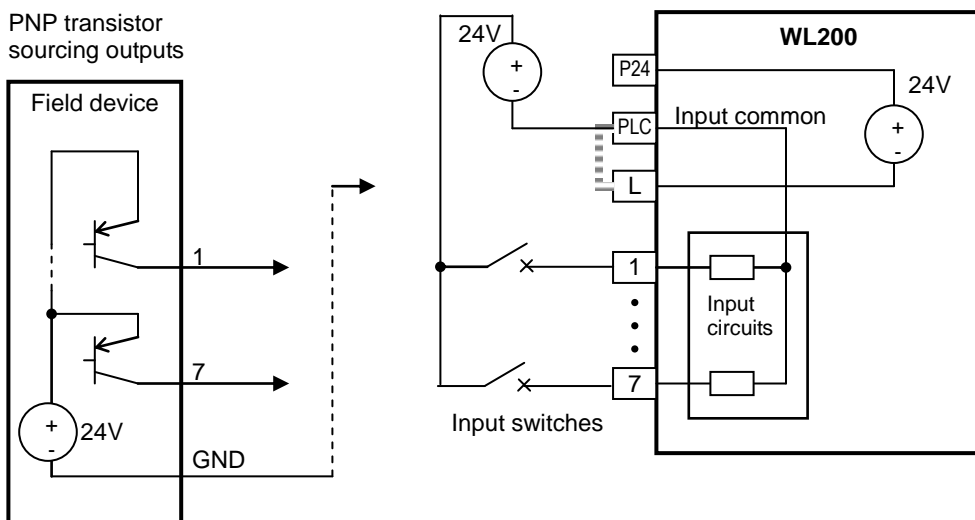 PNP transistor
sourcing outputs
Field device
1
7
+
-
24V
GND
24V
+
-
WL200
P24
24V
PLC
Input common
+
-
L
1
Input
circuits
7
Input switches